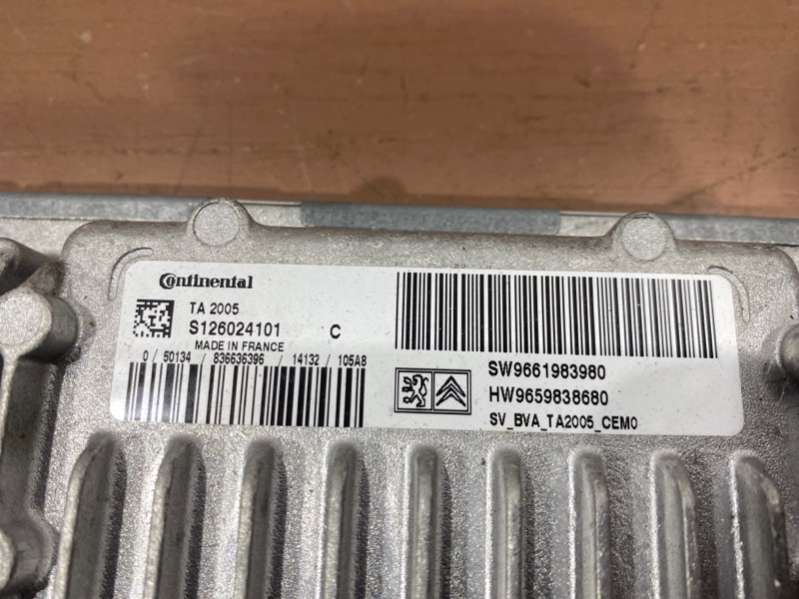 Continental
TA 2005
S126024101 C
MADE IN FRANCE
0 / 50134 / 836636396 / 14132 / 105A8
SW9661983980
HW9659838680
SV_BVA_TA2005_CEM0